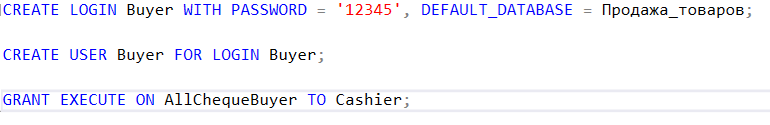 CREATE LOGIN Buyer WITH PASSWORD = '12345', DEFAULT_DATABASE = Продажа_товаров;
CREATE USER Buyer FOR LOGIN Buyer;
GRANT EXECUTE ON AllChequeBuyer TO Cashier;